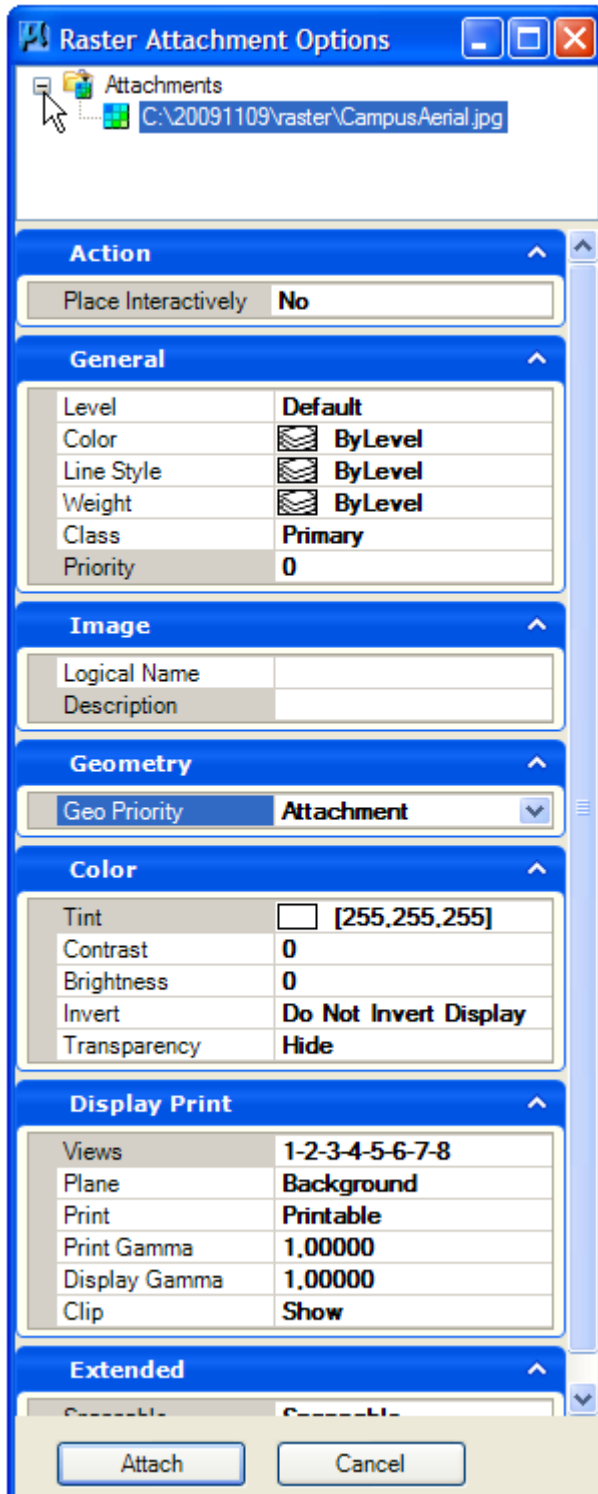 Raster Attachment Options
Attachments
C:\20091109\raster\CampusAerial.jpg
Action
Place Interactively No
General
Level Default
Color ByLevel
Line Style ByLevel
Weight ByLevel
Class Primary
Priority 0
Image
Logical Name
Description
Geometry
Geo Priority Attachment
Color
Tint [255,255,255]
Contrast 0
Brightness 0
Invert Do Not Invert Display
Transparency Hide
Display Print
Views 1-2-3-4-5-6-7-8
Plane Background
Print Printable
Print Gamma 1.00000
Display Gamma 1.00000
Clip Show
Extended
Attach Cancel